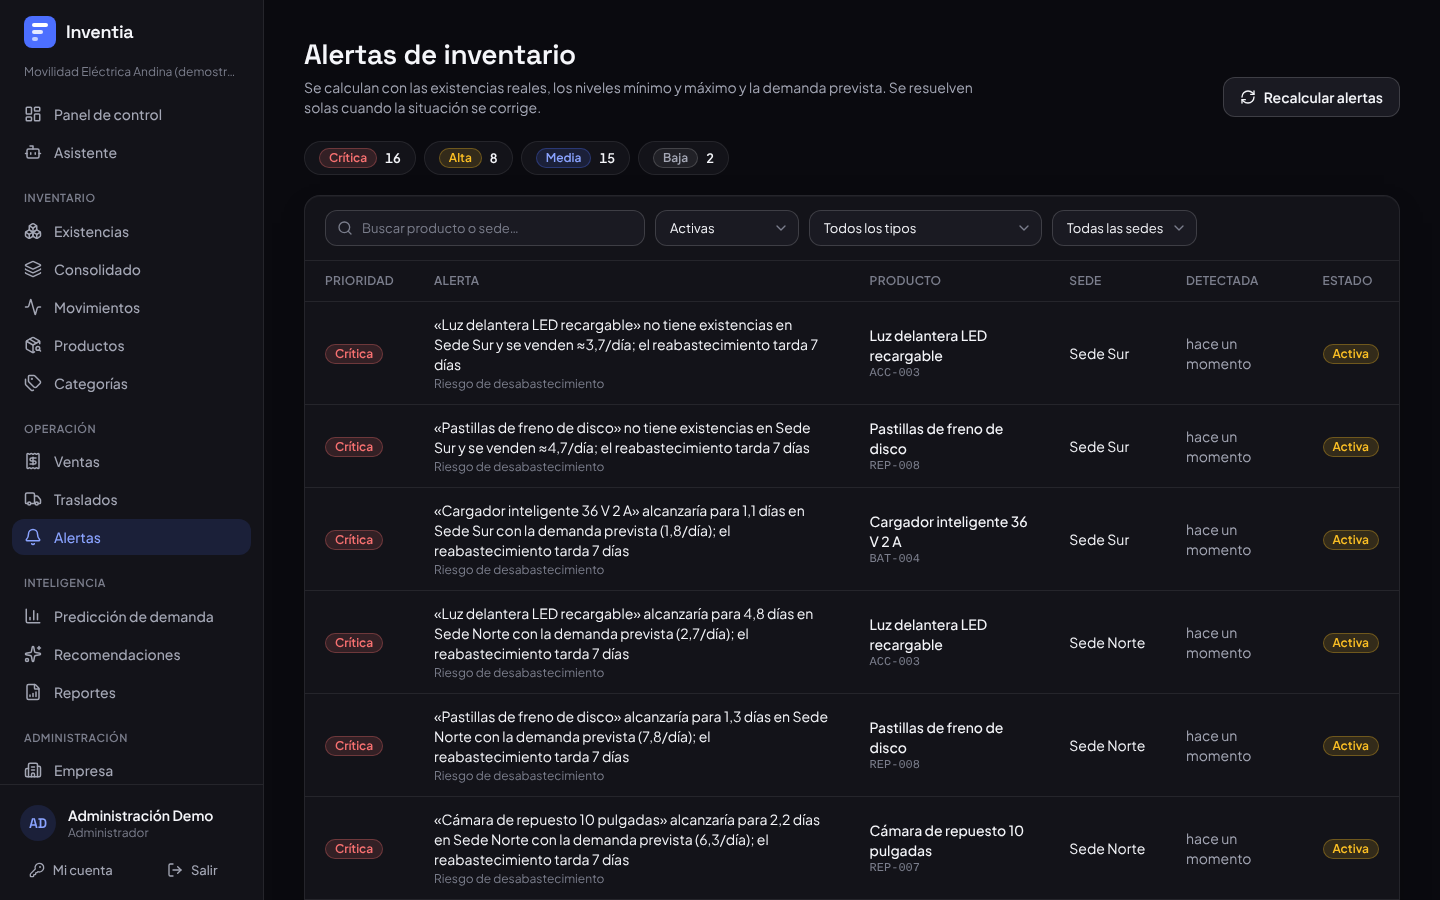 Inventia
Movilidad Eléctrica Andina (demostr...
Panel de control
Asistente
INVENTARIO
Existencias
Consolidado
Movimientos
Productos
Categorías
OPERACIÓN
Ventas
Traslados
Alertas
INTELIGENCIA
Predicción de demanda
Recomendaciones
Reportes
ADMINISTRACIÓN
Empresa
AD
Administración Demo
Administrador
Mi cuenta
Salir
Alertas de inventario
Se calculan con las existencias reales, los niveles mínimo y máximo y la demanda prevista. Se resuelven
solas cuando la situación se corrige.
Recalcular alertas
Crítica 16
Alta 8
Media 15
Baja 2
Buscar producto o sede...
Activas
Todos los tipos
Todas las sedes
PRIORIDAD
ALERTA
PRODUCTO
SEDE
DETECTADA
ESTADO
Crítica
«Luz delantera LED recargable» no tiene existencias en
Sede Sur y se venden ≈3,7/día; el reabastecimiento tarda 7
días
Riesgo de desabastecimiento
Luz delantera LED
recargable
ACC-003
Sede Sur
hace un
momento
Activa
Crítica
«Pastillas de freno de disco» no tiene existencias en Sede
Sur y se venden ≈4,7/día; el reabastecimiento tarda 7 días
Riesgo de desabastecimiento
Pastillas de freno de
disco
REP-008
Sede Sur
hace un
momento
Activa
Crítica
«Cargador inteligente 36 V 2 A» alcanzaría para 1,1 días en
Sede Sur con la demanda prevista (1,8/día); el
reabastecimiento tarda 7 días
Riesgo de desabastecimiento
Cargador inteligente 36
V 2 A
BAT-004
Sede Sur
hace un
momento
Activa
Crítica
«Luz delantera LED recargable» alcanzaría para 4,8 días en
Sede Norte con la demanda prevista (2,7/día); el
reabastecimiento tarda 7 días
Riesgo de desabastecimiento
Luz delantera LED
recargable
ACC-003
Sede Norte
hace un
momento
Activa
Crítica
«Pastillas de freno de disco» alcanzaría para 1,3 días en Sede
Norte con la demanda prevista (7,8/día); el
reabastecimiento tarda 7 días
Riesgo de desabastecimiento
Pastillas de freno de
disco
REP-008
Sede Norte
hace un
momento
Activa
Crítica
«Cámara de repuesto 10 pulgadas» alcanzaría para 2,2 días
en Sede Norte con la demanda prevista (6,3/día); el
reabastecimiento tarda 7 días
Riesgo de desabastecimiento
Cámara de repuesto 10
pulgadas
REP-007
Sede Norte
hace un
momento
Activa